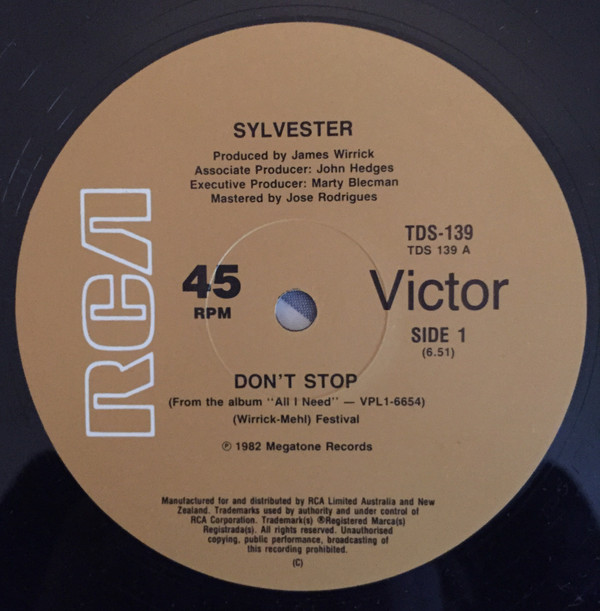 SYLVESTER
Produced by James Wirrick
Associate Producer: John Hedges
Executive Producer: Marty Blecman
Mastered by Jose Rodrigues
RCA
TDS-139
TDS 139 A
45
RPM
Victor
SIDE 1
(6.51)
DON'T STOP
(From the album "All I Need" — VPL1-6654)
(Wirrick-Mehl) Festival
℗ 1982 Megatone Records
Manufactured for and distributed by RCA Limited Australia and New
Zealand. Trademarks used by authority and under control of
RCA Corporation. Trademark(s) ®Registered Marca(s)
Registrada(s). All rights reserved. Unauthorised
copying, public performance, broadcasting of
this recording prohibited.
(C)